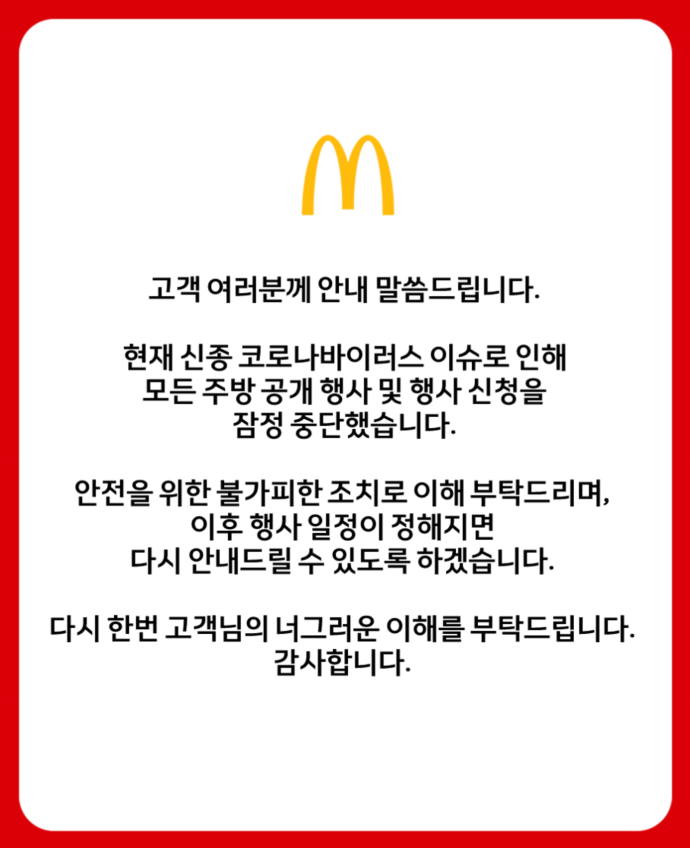 고객 여러분께 안내 말씀드립니다.
현재 신종 코로나바이러스 이슈로 인해
모든 주방 공개 행사 및 행사 신청을
잠정 중단했습니다.
안전을 위한 불가피한 조치로 이해 부탁드리며,
이후 행사 일정이 정해지면
다시 안내드릴 수 있도록 하겠습니다.
다시 한번 고객님의 너그러운 이해를 부탁드립니다.
감사합니다.